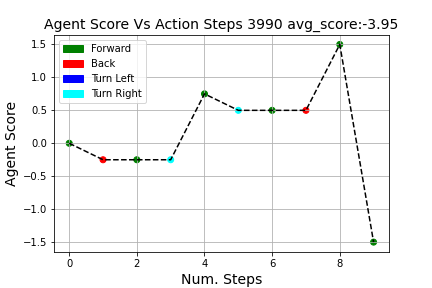 Agent Score Vs Action Steps 3990 avg_score:-3.95
1.5
1.0
0.5
0.0
−0.5
−1.0
−1.5
Agent Score
Forward
Back
Turn Left
Turn Right
0 2 4 6 8
Num. Steps